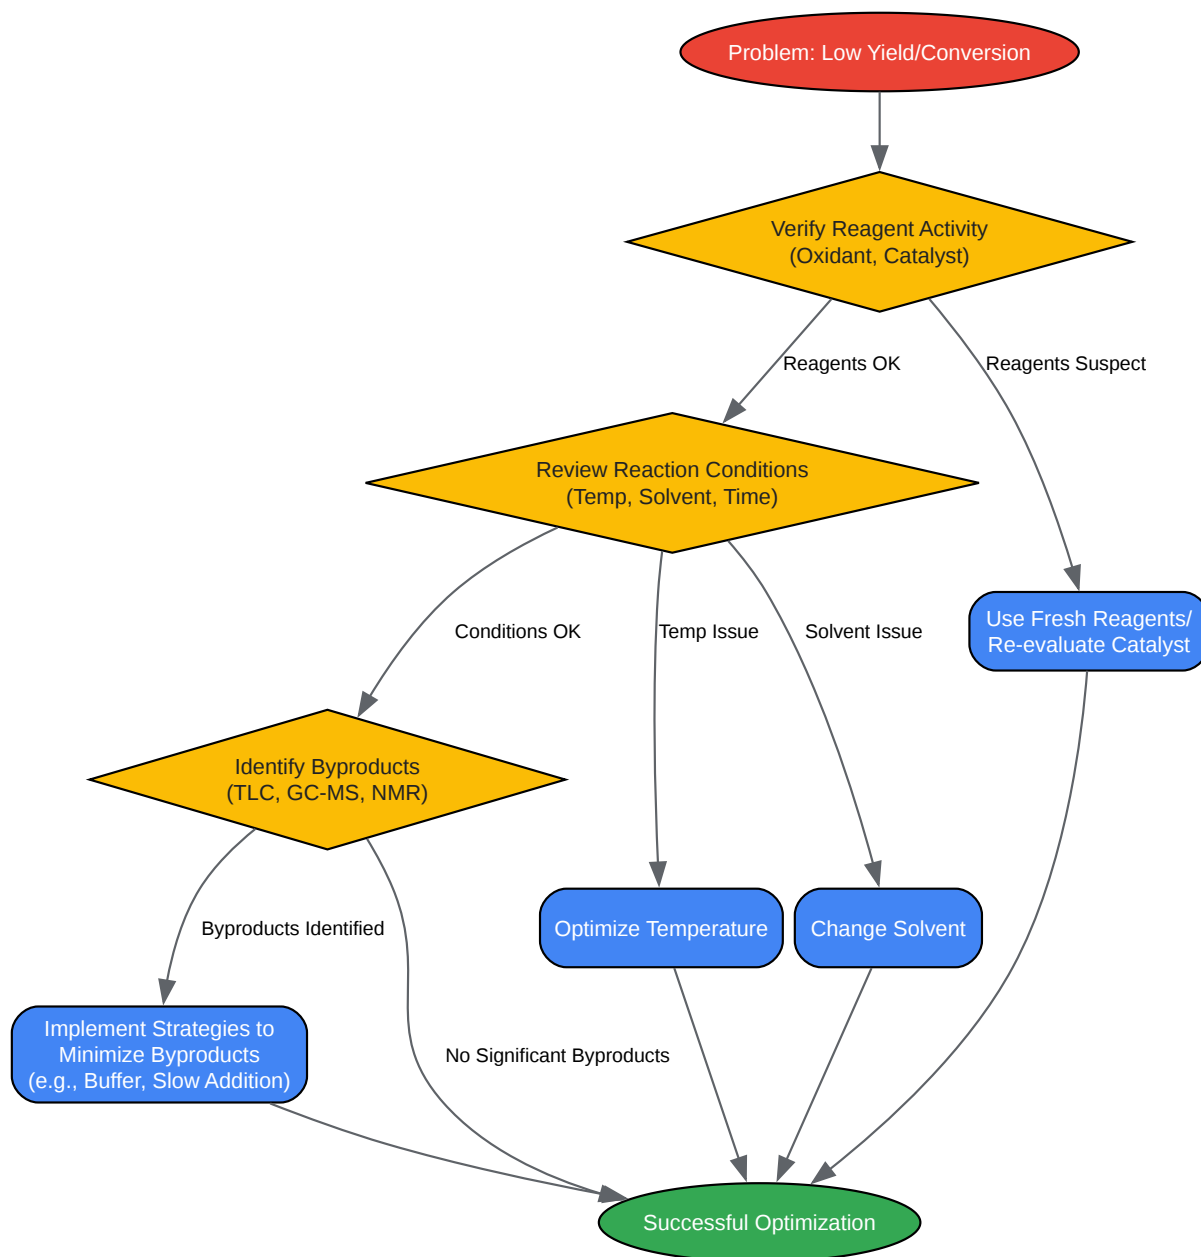 Problem: Low Yield/Conversion
Verify Reagent Activity
(Oxidant, Catalyst)
Reagents OK
Reagents Suspect
Review Reaction Conditions
(Temp, Solvent, Time)
Use Fresh Reagents/
Re-evaluate Catalyst
Conditions OK
Temp Issue
Solvent Issue
Identify Byproducts
(TLC, GC-MS, NMR)
Optimize Temperature
Change Solvent
Byproducts Identified
Implement Strategies to
Minimize Byproducts
(e.g., Buffer, Slow Addition)
No Significant Byproducts
Successful Optimization